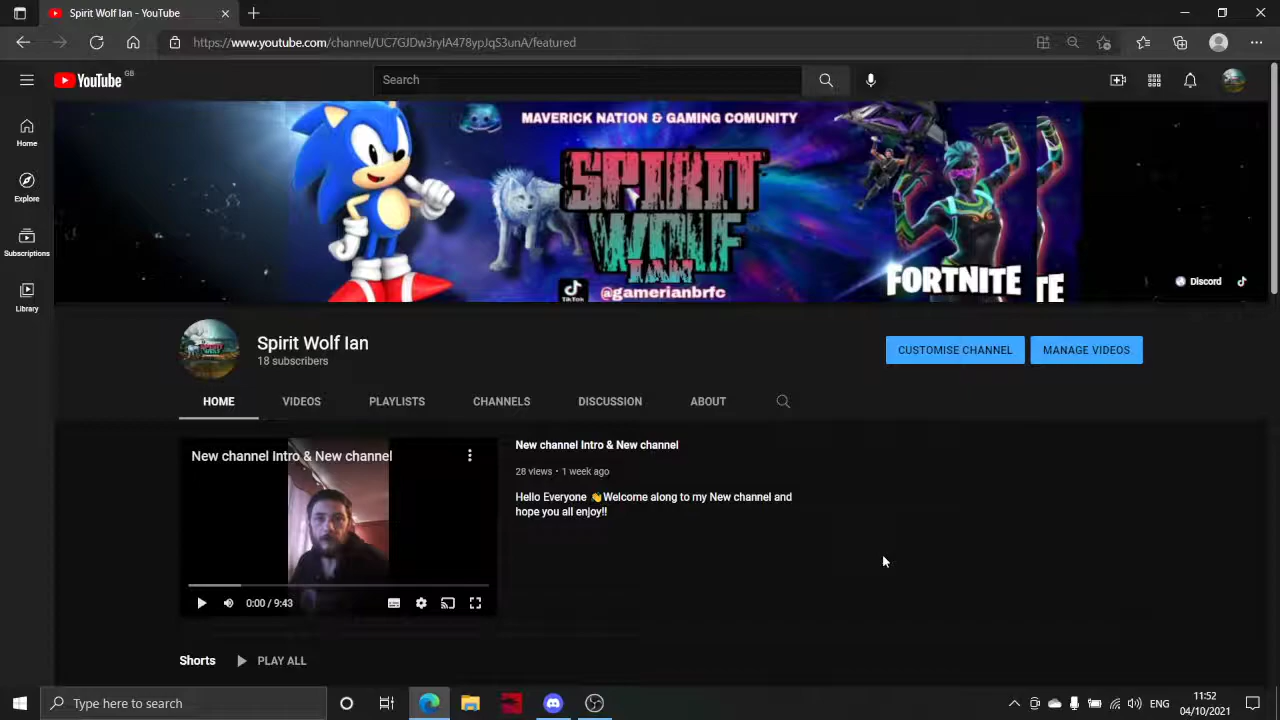 Spirit Wolf Ian - YouTube
https://www.youtube.com/channel/UC7GJDw3ryIA478ypJqS3unA/featured
YouTube GB
Search
MAVERICK NATION & GAMING COMUNITY
SPIRIT
WOLF
IAN
TikTok
@gamerianbrfc
FORTNITE
TE
Discord
Home
Explore
Subscriptions
Library
Spirit Wolf Ian
18 subscribers
CUSTOMISE CHANNEL
MANAGE VIDEOS
HOME
VIDEOS
PLAYLISTS
CHANNELS
DISCUSSION
ABOUT
New channel Intro & New channel
0:00 / 9:43
New channel Intro & New channel
28 views • 1 week ago
Hello Everyone 👋Welcome along to my New channel and
hope you all enjoy!!
Shorts
PLAY ALL
Type here to search
ENG
11:52
04/10/2021